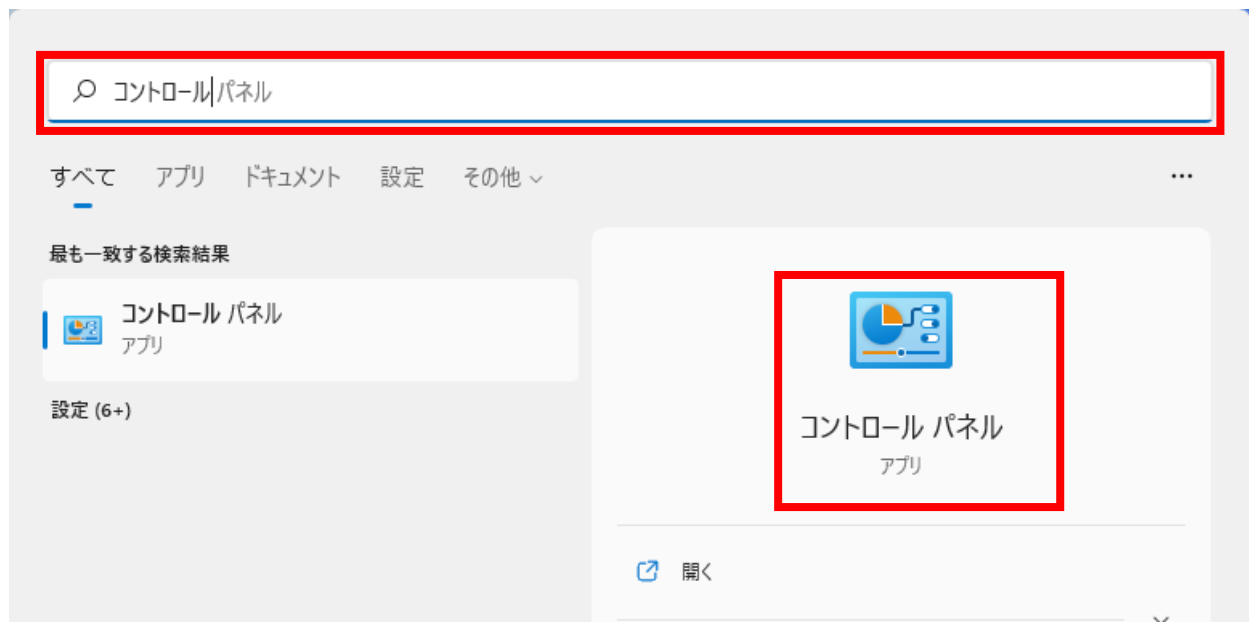 コントロールパネル
すべて アプリ ドキュメント 設定 その他
最も一致する検索結果
コントロール パネル
アプリ
設定 (6+)
コントロール パネル
アプリ
開く